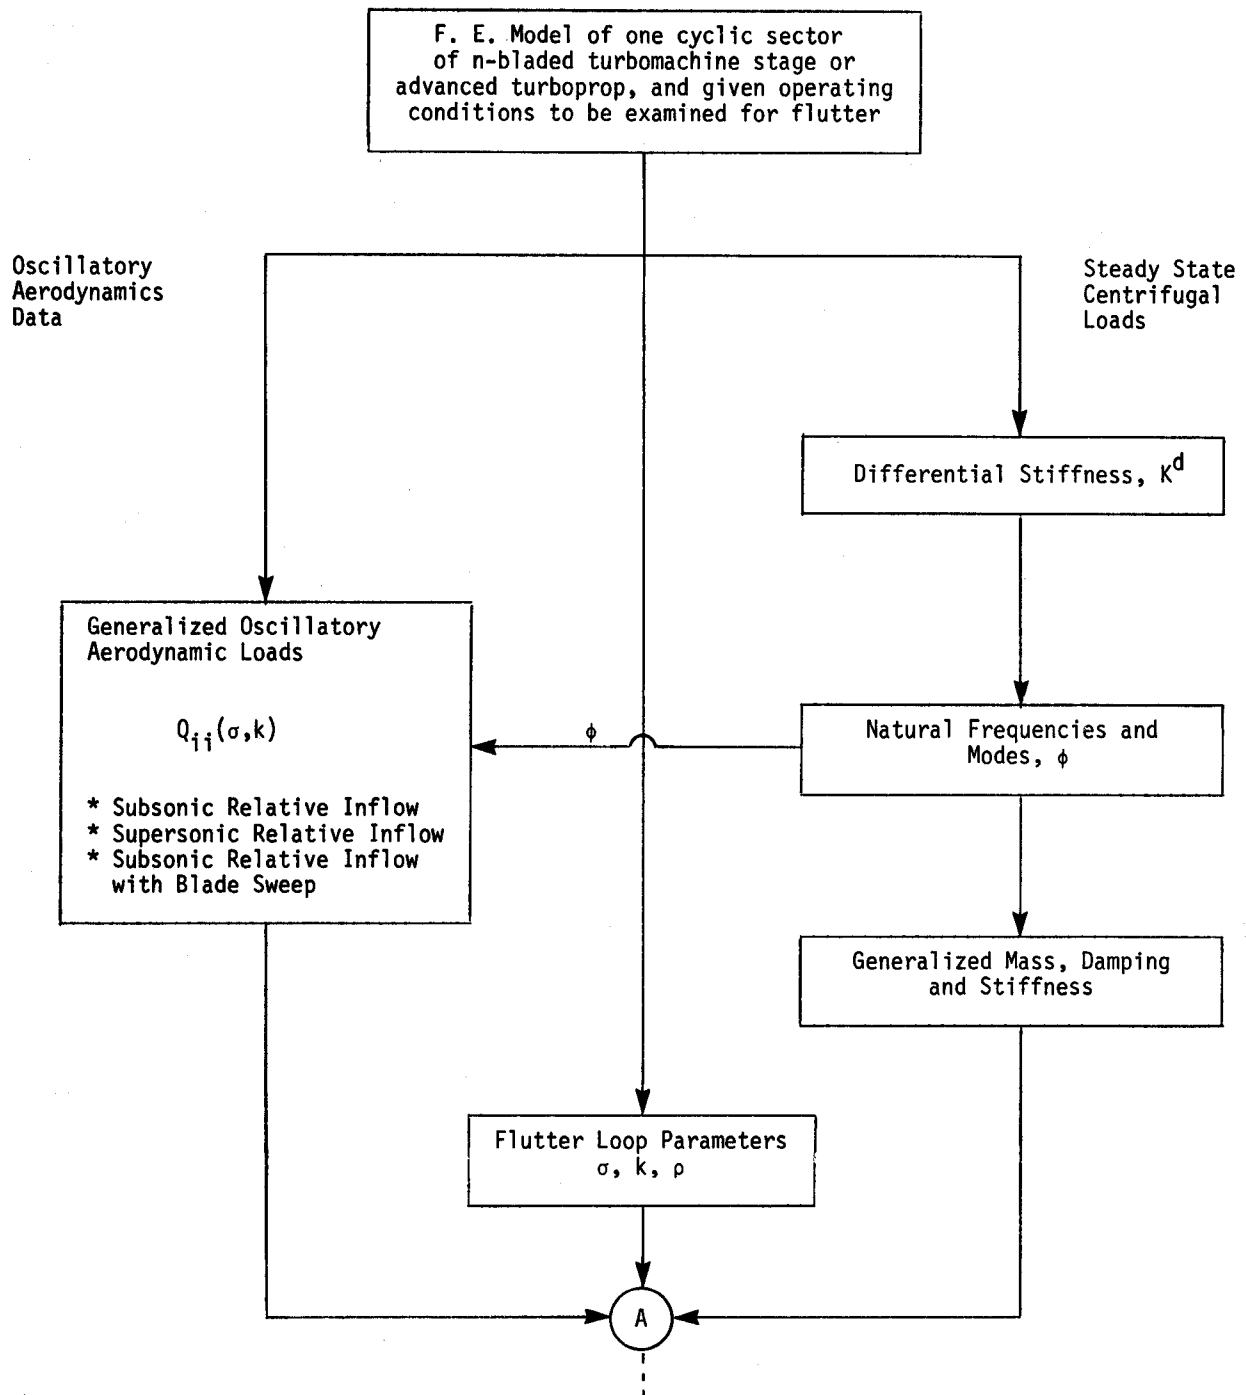 F. E. Model of one cyclic sector
of n-bladed turbomachine stage or
advanced turboprop, and given operating
conditions to be examined for flutter
Oscillatory
Aerodynamics
Data
Steady State
Centrifugal
Loads
Differential Stiffness, K^d
Generalized Oscillatory
Aerodynamic Loads
Q_ij(σ,k)
* Subsonic Relative Inflow
* Supersonic Relative Inflow
* Subsonic Relative Inflow
with Blade Sweep
ϕ
Natural Frequencies and
Modes, ϕ
Generalized Mass, Damping
and Stiffness
Flutter Loop Parameters
σ, k, ρ
A